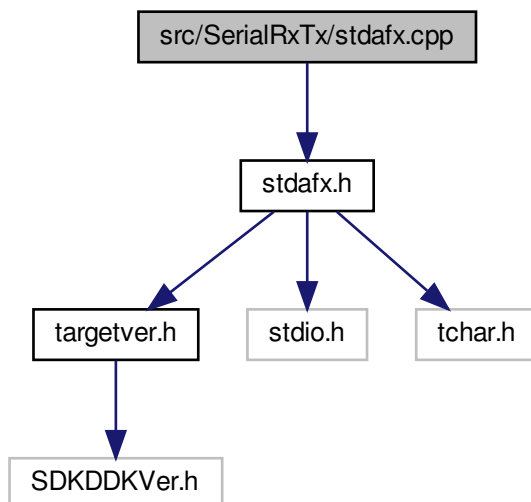 src/SerialRxTx/stdafx.cpp
stdafx.h
targetver.h
stdio.h
tchar.h
SDKDDKVer.h